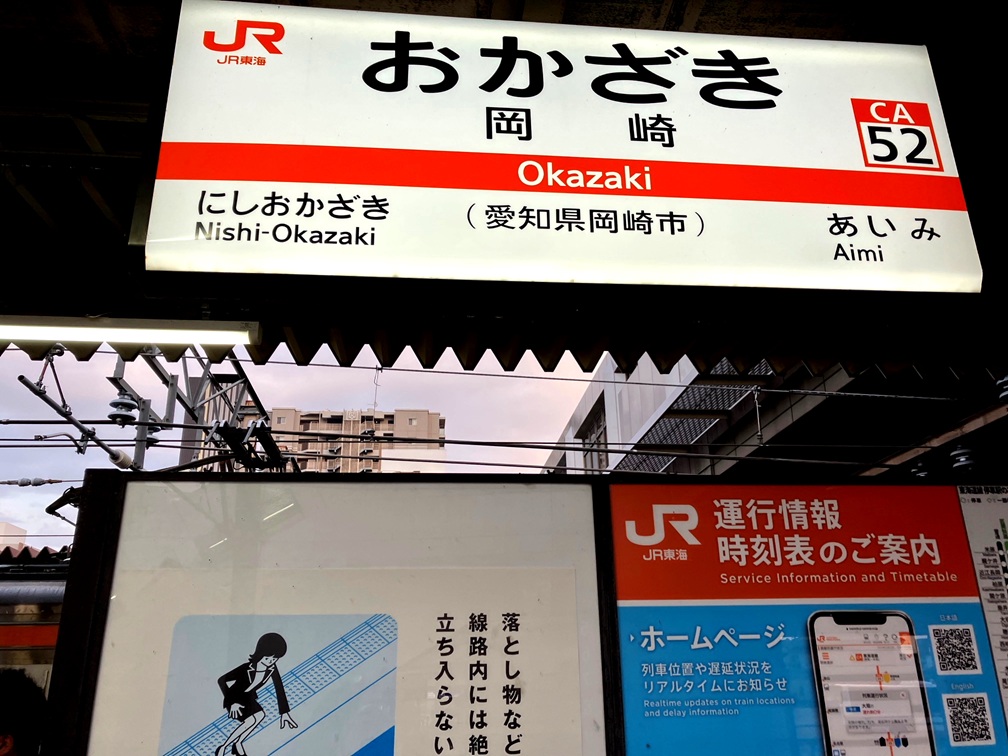 JR
JR東海
おかざき
岡崎
CA
52
Okazaki
にしおかざき
Nishi-Okazaki
(愛知県岡崎市)
あいみ
Aimi
落とし物など
線路内には絶
立ち入らない
JR
JR東海
運行情報
時刻表のご案内
Service Information and Timetable
ホームページ
列車位置や遅延状況を
リアルタイムにお知らせ
Realtime updates on train locations
and delay information
日本語
English